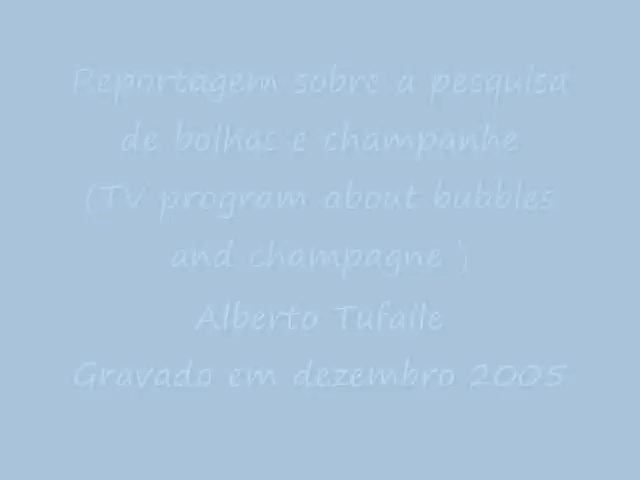 Reportagem sobre a pesquisa
de bolhas e champanhe
(TV program about bubbles
and champagne )
Alberto Tufaile
Gravado em dezembro 2005